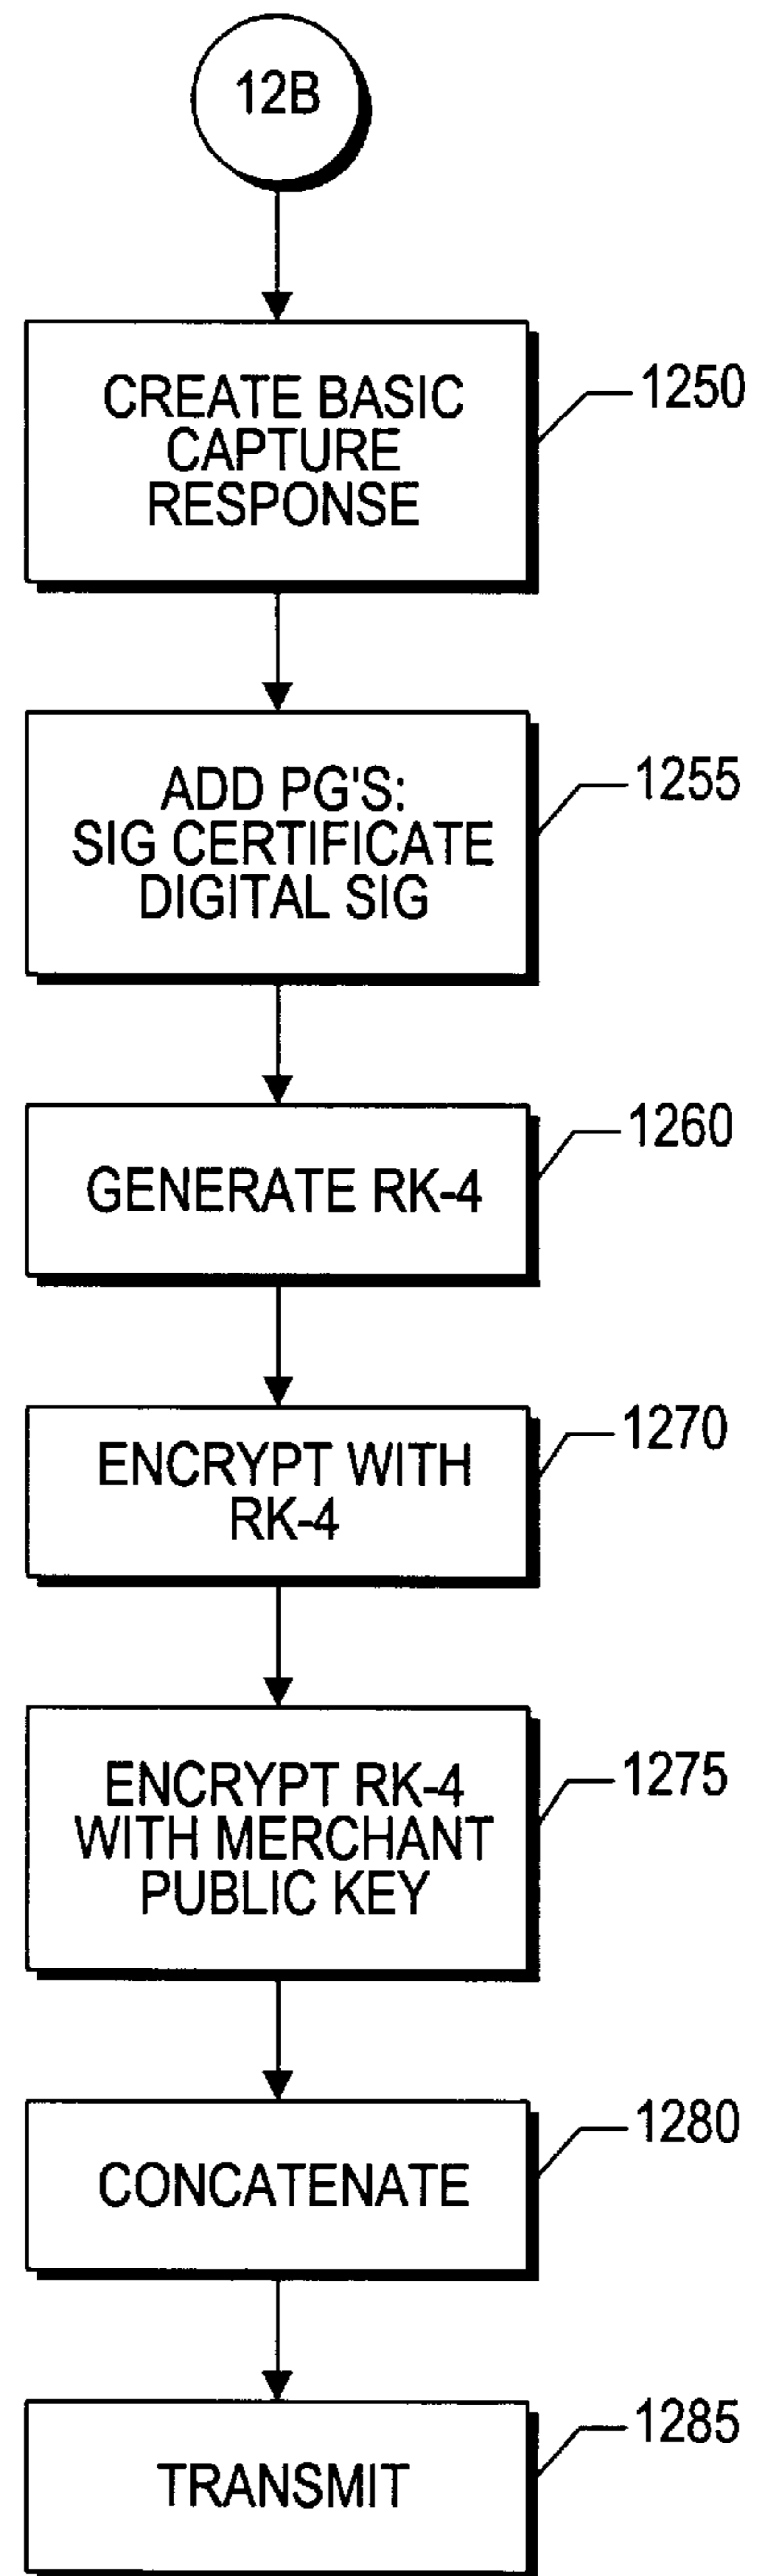 12B
CREATE BASIC
CAPTURE
RESPONSE
1250
ADD PG'S:
SIG CERTIFICATE
DIGITAL SIG
1255
GENERATE RK-4
1260
ENCRYPT WITH
RK-4
1270
ENCRYPT RK-4
WITH MERCHANT
PUBLIC KEY
1275
CONCATENATE
1280
TRANSMIT
1285